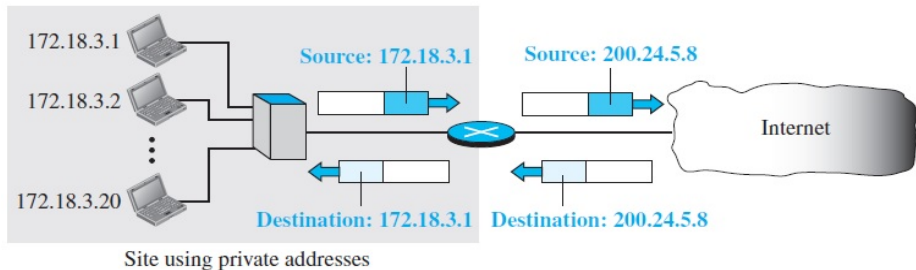 172.18.3.1
172.18.3.2
172.18.3.20
Source: 172.18.3.1
Source: 200.24.5.8
Internet
Destination: 172.18.3.1
Destination: 200.24.5.8
Site using private addresses